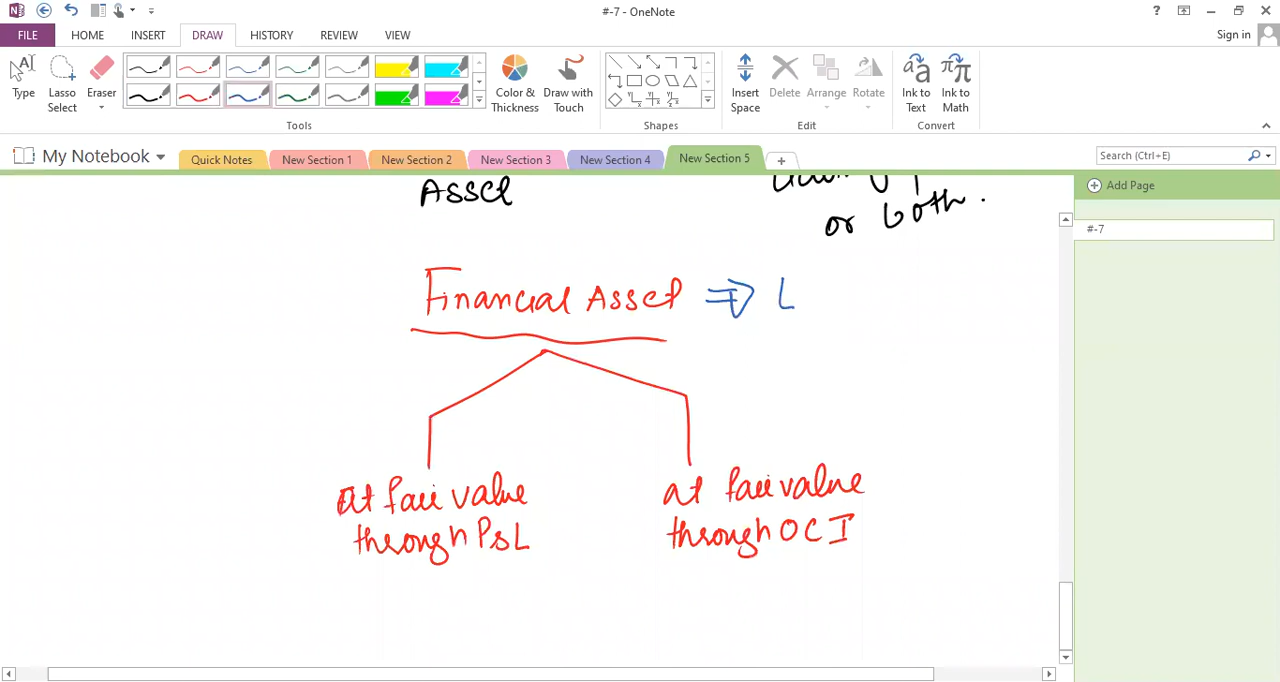 #-7 - OneNote
?
FILE HOME INSERT DRAW HISTORY REVIEW VIEW
Sign in
Type
Lasso Select
Eraser
Color & Thickness
Draw with Touch
Insert Space
Delete
Arrange
Rotate
Ink to Text
Ink to Math
Tools
Shapes
Edit
Convert
My Notebook
Quick Notes
New Section 1
New Section 2
New Section 3
New Section 4
New Section 5
Search (Ctrl+E)
Add Page
#-7
Asset
or both.
Financial Asset ⇒ L
at fair value
through P&L
at fair value
through OCI